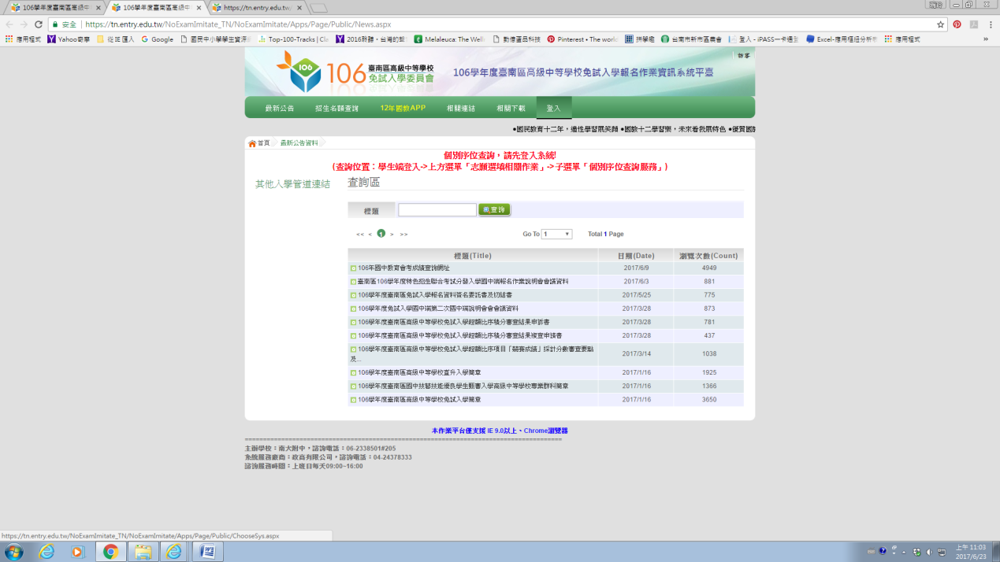 106學年度臺南區高級中
106學年度臺南區高級中
https://tn.entry.edu.tw/
安全 https://tn.entry.edu.tw/NoExamImitate_TN/NoExamImitate/Apps/Page/Public/News.aspx
應用程式 Yahoo奇摩 從 IE 匯入 Google 國民中小學學生資源 Top-100-Tracks | Cla Melaleuca: The Well 動僡畫品科技 Pinterest • The worl 拼學處 台南市新市區農會 登入 - iPASS一卡通 Excel-應用樞紐分析 應用程式 »
訪客
106
106 臺南區高級中等學校
免試入學委員會
106學年度臺南區高級中等學校免試入學報名作業資訊系統平臺
最新公告 招生名額查詢 12年國教APP 相關連結 相關下載 登入
●國民教育十二年，適性學習展笑顏 ●國教十二學習樂，未來看我展特色 ●優質
首頁 最新公告資料
個別序位查詢，請先登入系統!
(查詢位置：學生端登入->上方選單「志願選填相關作業」->子選單「個別序位查詢服務」)
其他入學管道連結
查詢區
標題 查詢
<< < 1 > >> Go To 1 Total 1 Page
標題(Title) 日期(Date) 瀏覽次數(Count)
106年國中教育會考成績查詢網址 2017/6/9 4949
臺南區106學年度特色招生聯合考試分發入學國中端報名作業說明會會議資料 2017/6/3 881
106學年度臺南區免試入學報名資料簽名委託書及切結書 2017/5/25 775
106學年度免試入學國中端第二次國中端說明會會會議資料 2017/3/28 873
106學年度臺南區高級中等學校免試入學超額比序積分審查結果申訴書 2017/3/28 781
106學年度臺南區高級中等學校免試入學超額比序積分審查結果複查申請書 2017/3/28 437
106學年度臺南區高級中等學校免試入學超額比序項目「競賽成績」採計分數審查要點及... 2017/3/14 1038
106學年度臺南區高級中等學校直升入學簡章 2017/1/16 1925
106學年度臺南區國中技藝技能優良學生甄審入學高級中等學校專業群科簡章 2017/1/16 1366
106學年度臺南區高級中等學校免試入學簡章 2017/1/16 3650
本作業平台僅支援 IE 9.0以上、Chrome瀏覽器
主辦學校：南大附中，諮詢電話：06-2338501#205
系統服務廠商：政高有限公司，諮詢電話：04-24378333
諮詢服務時間：上班日每天09:00~16:00
https://tn.entry.edu.tw/NoExamImitate_TN/NoExamImitate/Apps/Page/Public/ChooseSys.aspx
上午 11:03
2017/6/23